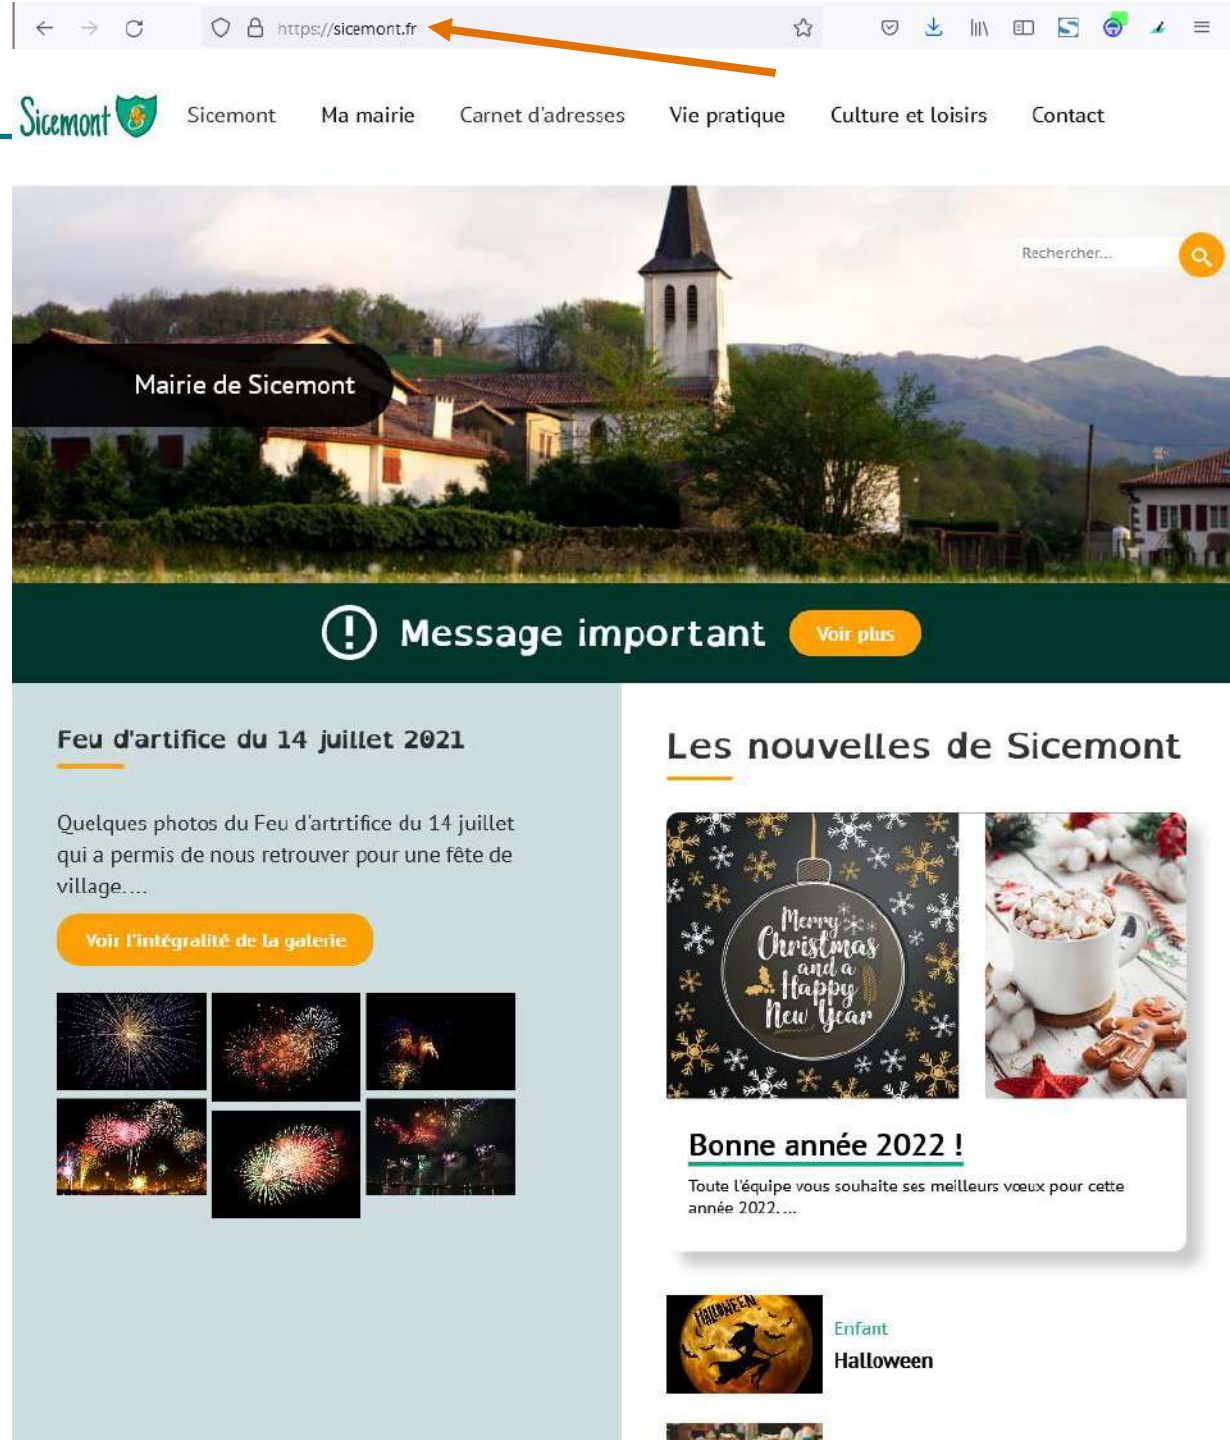 https://sicemont.fr
Sicemont
Sicemont
Ma mairie
Carnet d'adresses
Vie pratique
Culture et loisirs
Contact
Rechercher...
Mairie de Sicemont
Message important
Voir plus
Feu d'artifice du 14 juillet 2021
Quelques photos du Feu d'artrtifice du 14 juillet
qui a permis de nous retrouver pour une fête de
village....
Voir l'intégralité de la galerie
Les nouvelles de Sicemont
Merry
Christmas
and a
Happy
New Year
Bonne année 2022 !
Toute l'équipe vous souhaite ses meilleurs vœux pour cette
année 2022....
HALLOWEEN
Enfant
Halloween